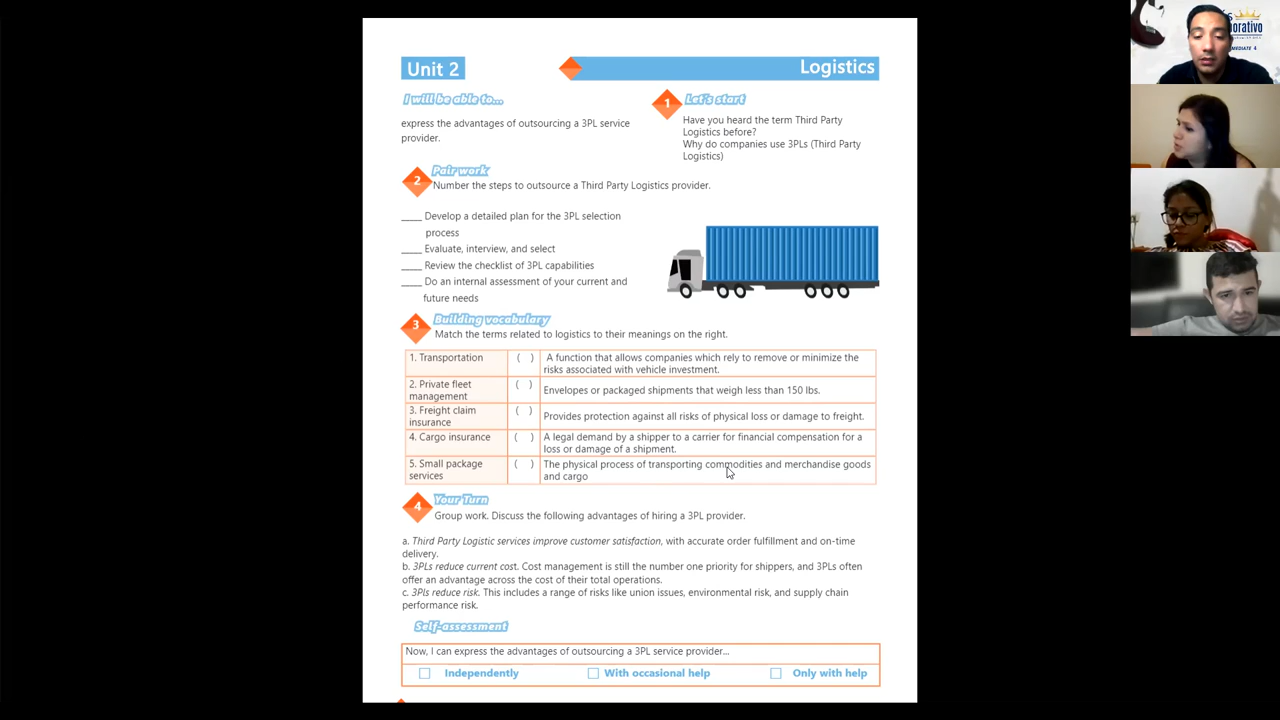 Unit 2
Logistics
I will be able to...
express the advantages of outsourcing a 3PL service
provider.
1
Let's start
Have you heard the term Third Party
Logistics before?
Why do companies use 3PLs (Third Party
Logistics)
2
Pair work
Number the steps to outsource a Third Party Logistics provider.
____ Develop a detailed plan for the 3PL selection
process
____ Evaluate, interview, and select
____ Review the checklist of 3PL capabilities
____ Do an internal assessment of your current and
future needs
3
Building vocabulary
Match the terms related to logistics to their meanings on the right.
1. Transportation ( ) A function that allows companies which rely to remove or minimize the
risks associated with vehicle investment.
2. Private fleet
management ( ) Envelopes or packaged shipments that weigh less than 150 lbs.
3. Freight claim
insurance ( ) Provides protection against all risks of physical loss or damage to freight.
4. Cargo insurance ( ) A legal demand by a shipper to a carrier for financial compensation for a
loss or damage of a shipment.
5. Small package
services ( ) The physical process of transporting commodities and merchandise goods
and cargo
4
Your Turn
Group work. Discuss the following advantages of hiring a 3PL provider.
a. Third Party Logistic services improve customer satisfaction, with accurate order fulfillment and on-time
delivery.
b. 3PLs reduce current cost. Cost management is still the number one priority for shippers, and 3PLs often
offer an advantage across the cost of their total operations.
c. 3Pls reduce risk. This includes a range of risks like union issues, environmental risk, and supply chain
performance risk.
Self-assessment
Now, I can express the advantages of outsourcing a 3PL service provider...
Independently
With occasional help
Only with help